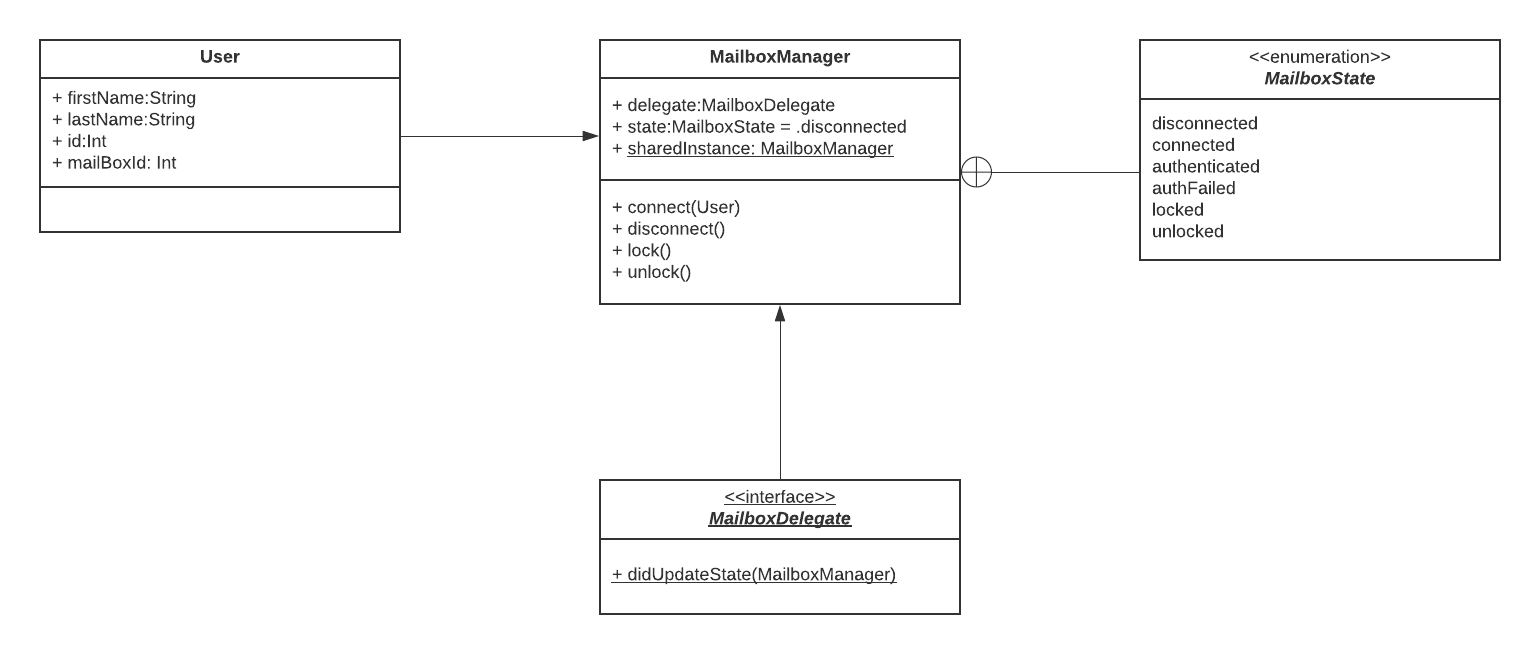 User
+ firstName:String
+ lastName:String
+ id:Int
+ mailBoxId: Int
MailboxManager
+ delegate:MailboxDelegate
+ state:MailboxState = .disconnected
+ sharedInstance: MailboxManager
+ connect(User)
+ disconnect()
+ lock()
+ unlock()
<<enumeration>>
MailboxState
disconnected
connected
authenticated
authFailed
locked
unlocked
<<interface>>
MailboxDelegate
+ didUpdateState(MailboxManager)